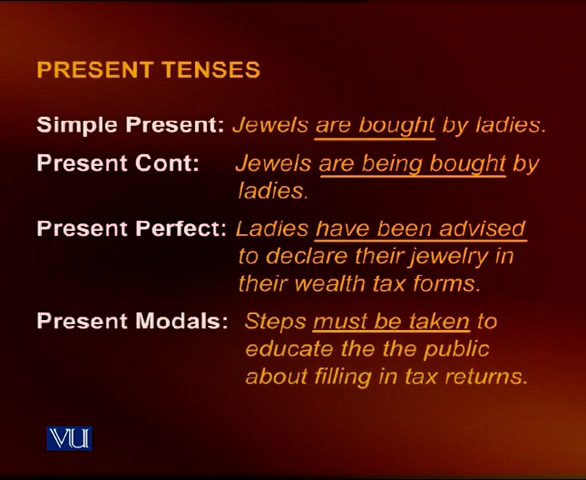 PRESENT TENSES
Simple Present: Jewels are bought by ladies.
Present Cont: Jewels are being bought by
ladies.
Present Perfect: Ladies have been advised
to declare their jewelry in
their wealth tax forms.
Present Modals: Steps must be taken to
educate the the public
about filling in tax returns.
VU